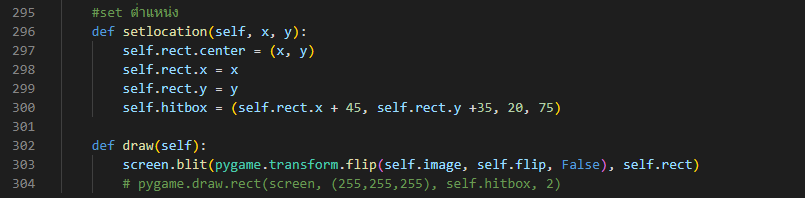 295 #set ตำแหน่ง
296 def setlocation(self, x, y):
297 self.rect.center = (x, y)
298 self.rect.x = x
299 self.rect.y = y
300 self.hitbox = (self.rect.x + 45, self.rect.y +35, 20, 75)
301
302 def draw(self):
303 screen.blit(pygame.transform.flip(self.image, self.flip, False), self.rect)
304 # pygame.draw.rect(screen, (255,255,255), self.hitbox, 2)